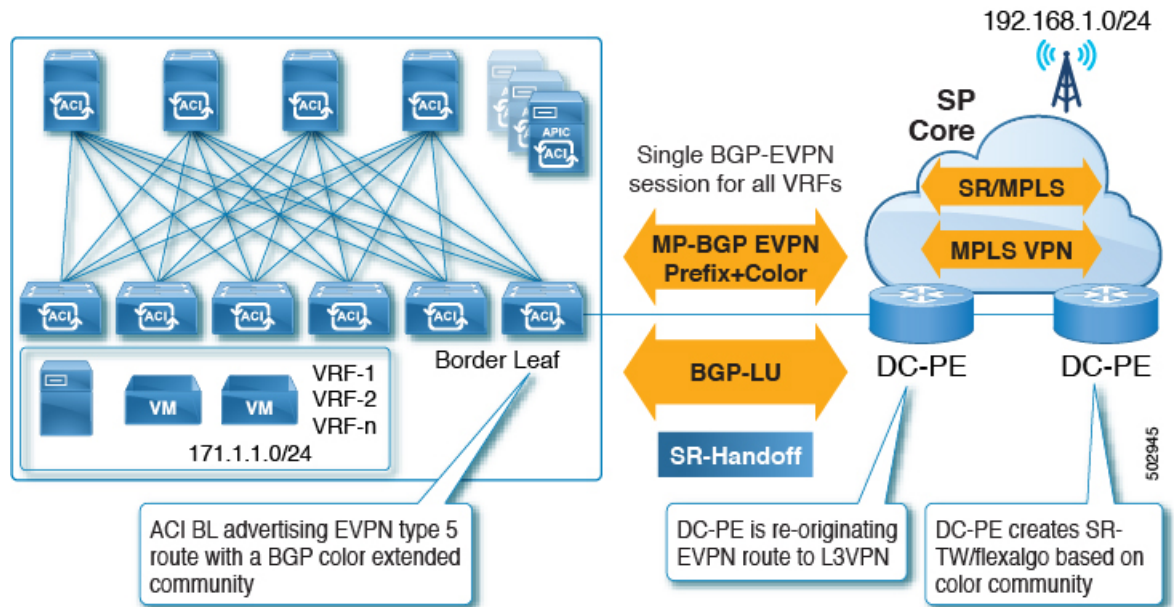 192.168.1.0/24
ACI
ACI
ACI
ACI
APIC
ACI
SP
Core
Single BGP-EVPN
session for all VRFs
SR/MPLS
MP-BGP EVPN
Prefix+Color
MPLS VPN
ACI
ACI
ACI
ACI
ACI
ACI
Border Leaf
BGP-LU
DC-PE
DC-PE
VM
VM
VRF-1
VRF-2
VRF-n
171.1.1.0/24
SR-Handoff
502945
ACI BL advertising EVPN type 5
route with a BGP color extended
community
DC-PE is re-originating
EVPN route to L3VPN
DC-PE creates SR-
TW/flexalgo based on
color community